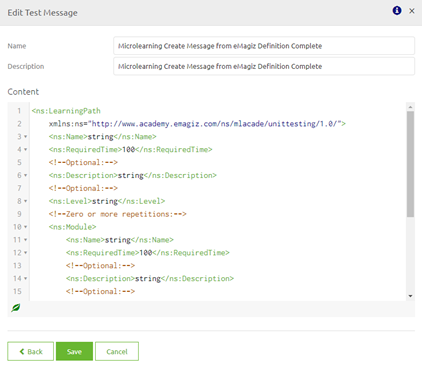 Edit Test Message
Name Microlearning Create Message from eMagiz Definition Complete
Description Microlearning Create Message from eMagiz Definition Complete
Content
1 <ns:LearningPath
2 xmlns:ns="http://www.academy.emagiz.com/ns/mlacade/unittesting/1.0/">
3 <ns:Name>string</ns:Name>
4 <ns:RequiredTime>100</ns:RequiredTime>
5 <!--Optional:-->
6 <ns:Description>string</ns:Description>
7 <!--Optional:-->
8 <ns:Level>string</ns:Level>
9 <!--Zero or more repetitions:-->
10 <ns:Module>
11 <ns:Name>string</ns:Name>
12 <ns:RequiredTime>100</ns:RequiredTime>
13 <!--Optional:-->
14 <ns:Description>string</ns:Description>
15 <!--Optional:-->
Back Save Cancel